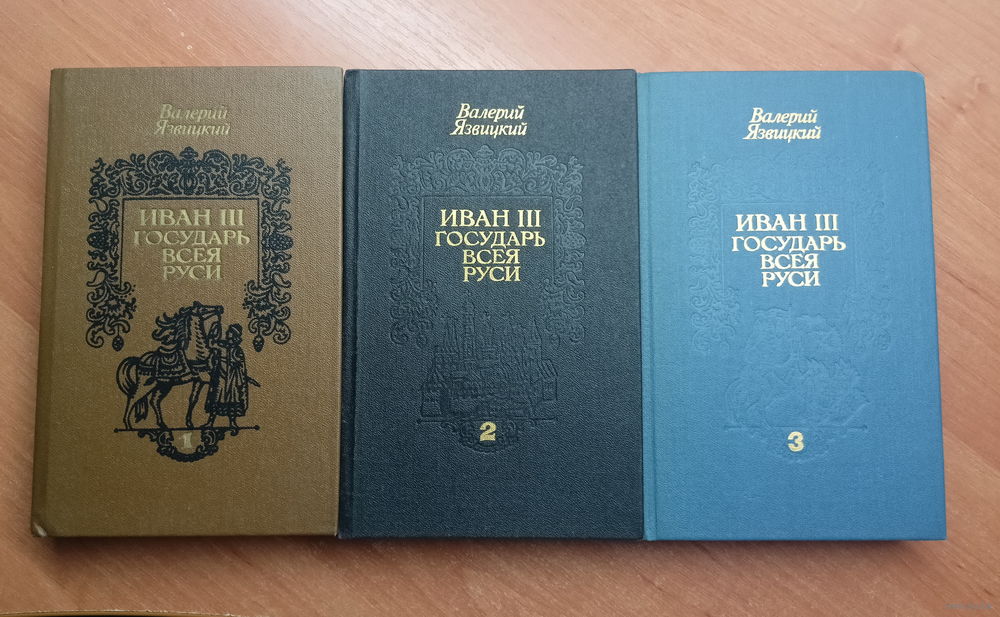 Валерий
Язвицкий
ИВАН III
ГОСУДАРЬ
ВСЕЯ
РУСИ
1
Валерий
Язвицкий
ИВАН III
ГОСУДАРЬ
ВСЕЯ
РУСИ
2
Валерий
Язвицкий
ИВАН III
ГОСУДАРЬ
ВСЕЯ
РУСИ
3